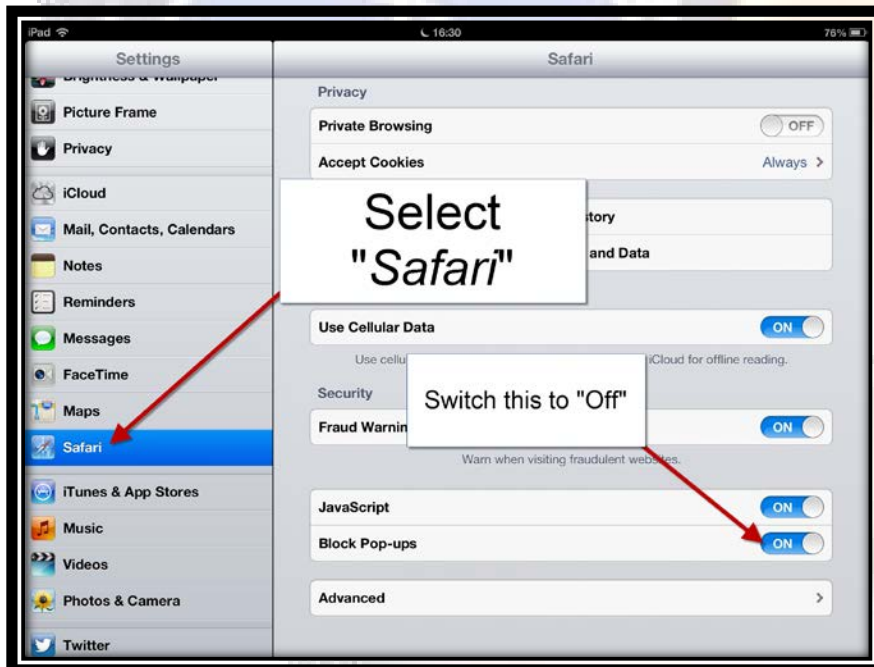 iPad 16:30 76%
Settings
Safari
Brightness & Wallpaper
Picture Frame
Privacy
iCloud
Mail, Contacts, Calendars
Notes
Reminders
Messages
FaceTime
Maps
Safari
iTunes & App Stores
Music
Videos
Photos & Camera
Twitter
Privacy
Private Browsing OFF
Accept Cookies Always
Select
"Safari"
story
and Data
Use Cellular Data ON
Use cellu
iCloud for offline reading.
Switch this to "Off"
Security
Fraud Warnin ON
Warn when visiting fraudulent websites.
JavaScript ON
Block Pop-ups ON
Advanced